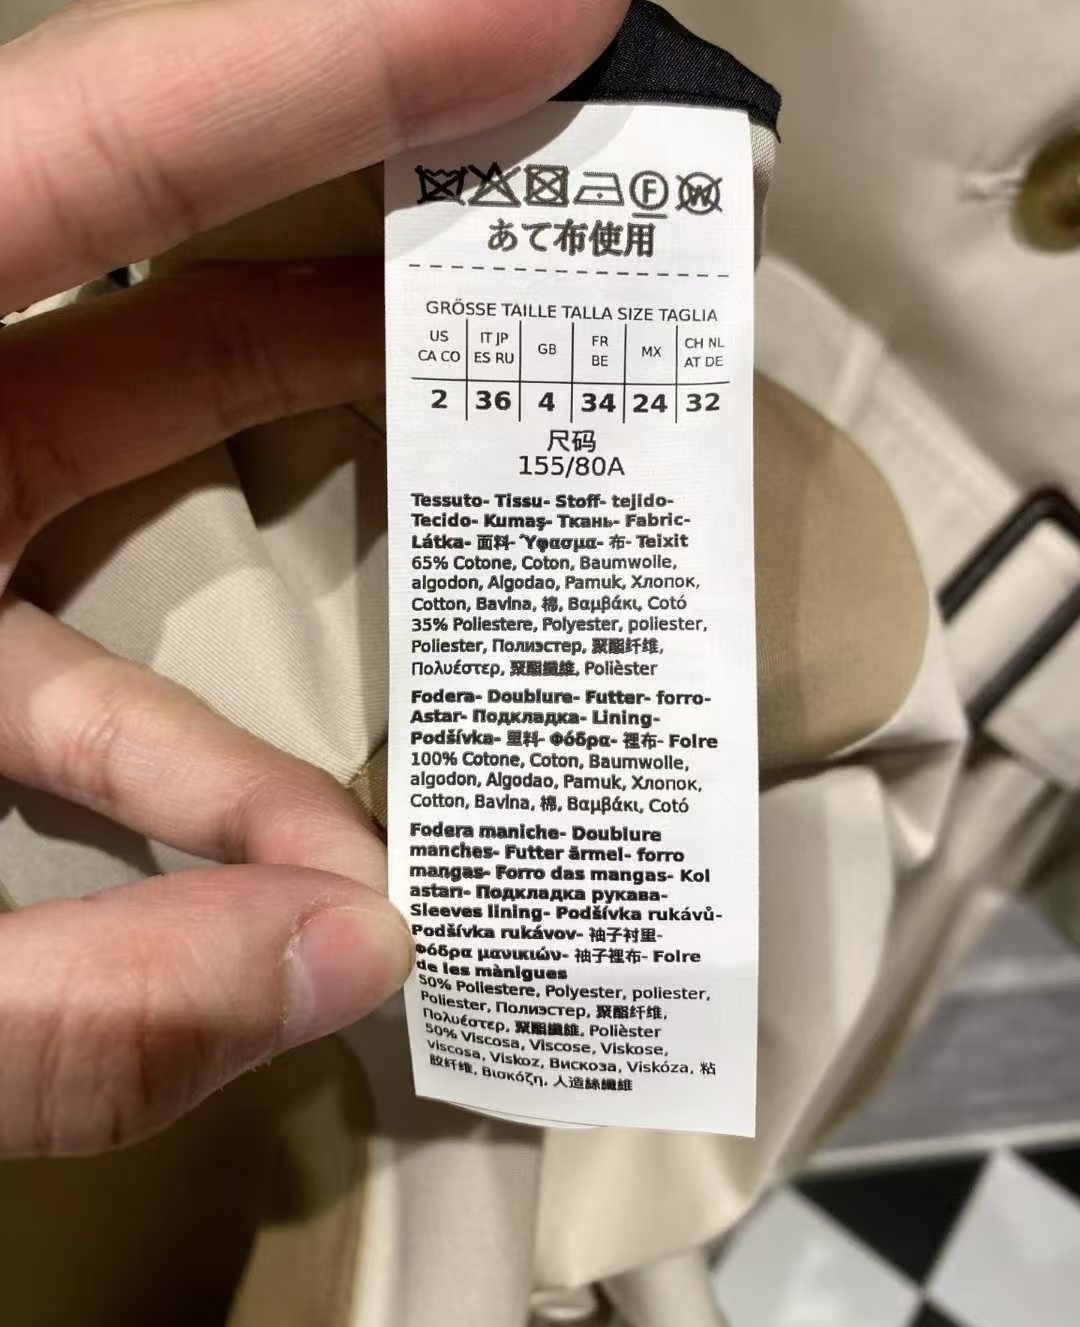 F W
あて布使用
GRÖSSE TAILLE TALLA SIZE TAGLIA
US CA CO IT JP ES RU GB FR BE MX CH NL AT DE
2 36 4 34 24 32
尺码
155/80A
Tessuto- Tissu- Stoff- tejido-
Tecido- Kumaş- Ткань- Fabric-
Látka- 面料- Ύφασμα- 布- Teixit
65% Cotone, Coton, Baumwolle,
algodon, Algodao, Pamuk, Хлопок,
Cotton, Bavlna, 棉, Βαμβάκι, Cotó
35% Poliestere, Polyester, poliester,
Poliester, Полиэстер, 聚酯纤维,
Πολυέστερ, 聚酯纖維, Polièster
Fodera- Doublure- Futter- forro-
Astar- Подкладка- Lining-
Podšívka- 里料- Φόδρα- 裡布- Folre
100% Cotone, Coton, Baumwolle,
algodon, Algodao, Pamuk, Хлопок,
Cotton, Bavlna, 棉, Βαμβάκι, Cotó
Fodera maniche- Doublure
manches- Futter ärmel- forro
mangas- Forro das mangas- Kol
astarı- Подкладка рукава-
Sleeves lining- Podšívka rukávů-
Podšívka rukávov- 袖子衬里-
Φόδρα μανικιών- 袖子裡布- Folre
de les mànigues
50% Poliestere, Polyester, poliester,
Poliester, Полиэстер, 聚酯纤维,
Πολυέστερ, 聚酯纖維, Polièster
50% Viscosa, Viscose, Viskose,
viscosa, Viskoz, Вискоза, Viskóza, 粘
胶纤维, Βισκόζη, 人造絲纖維